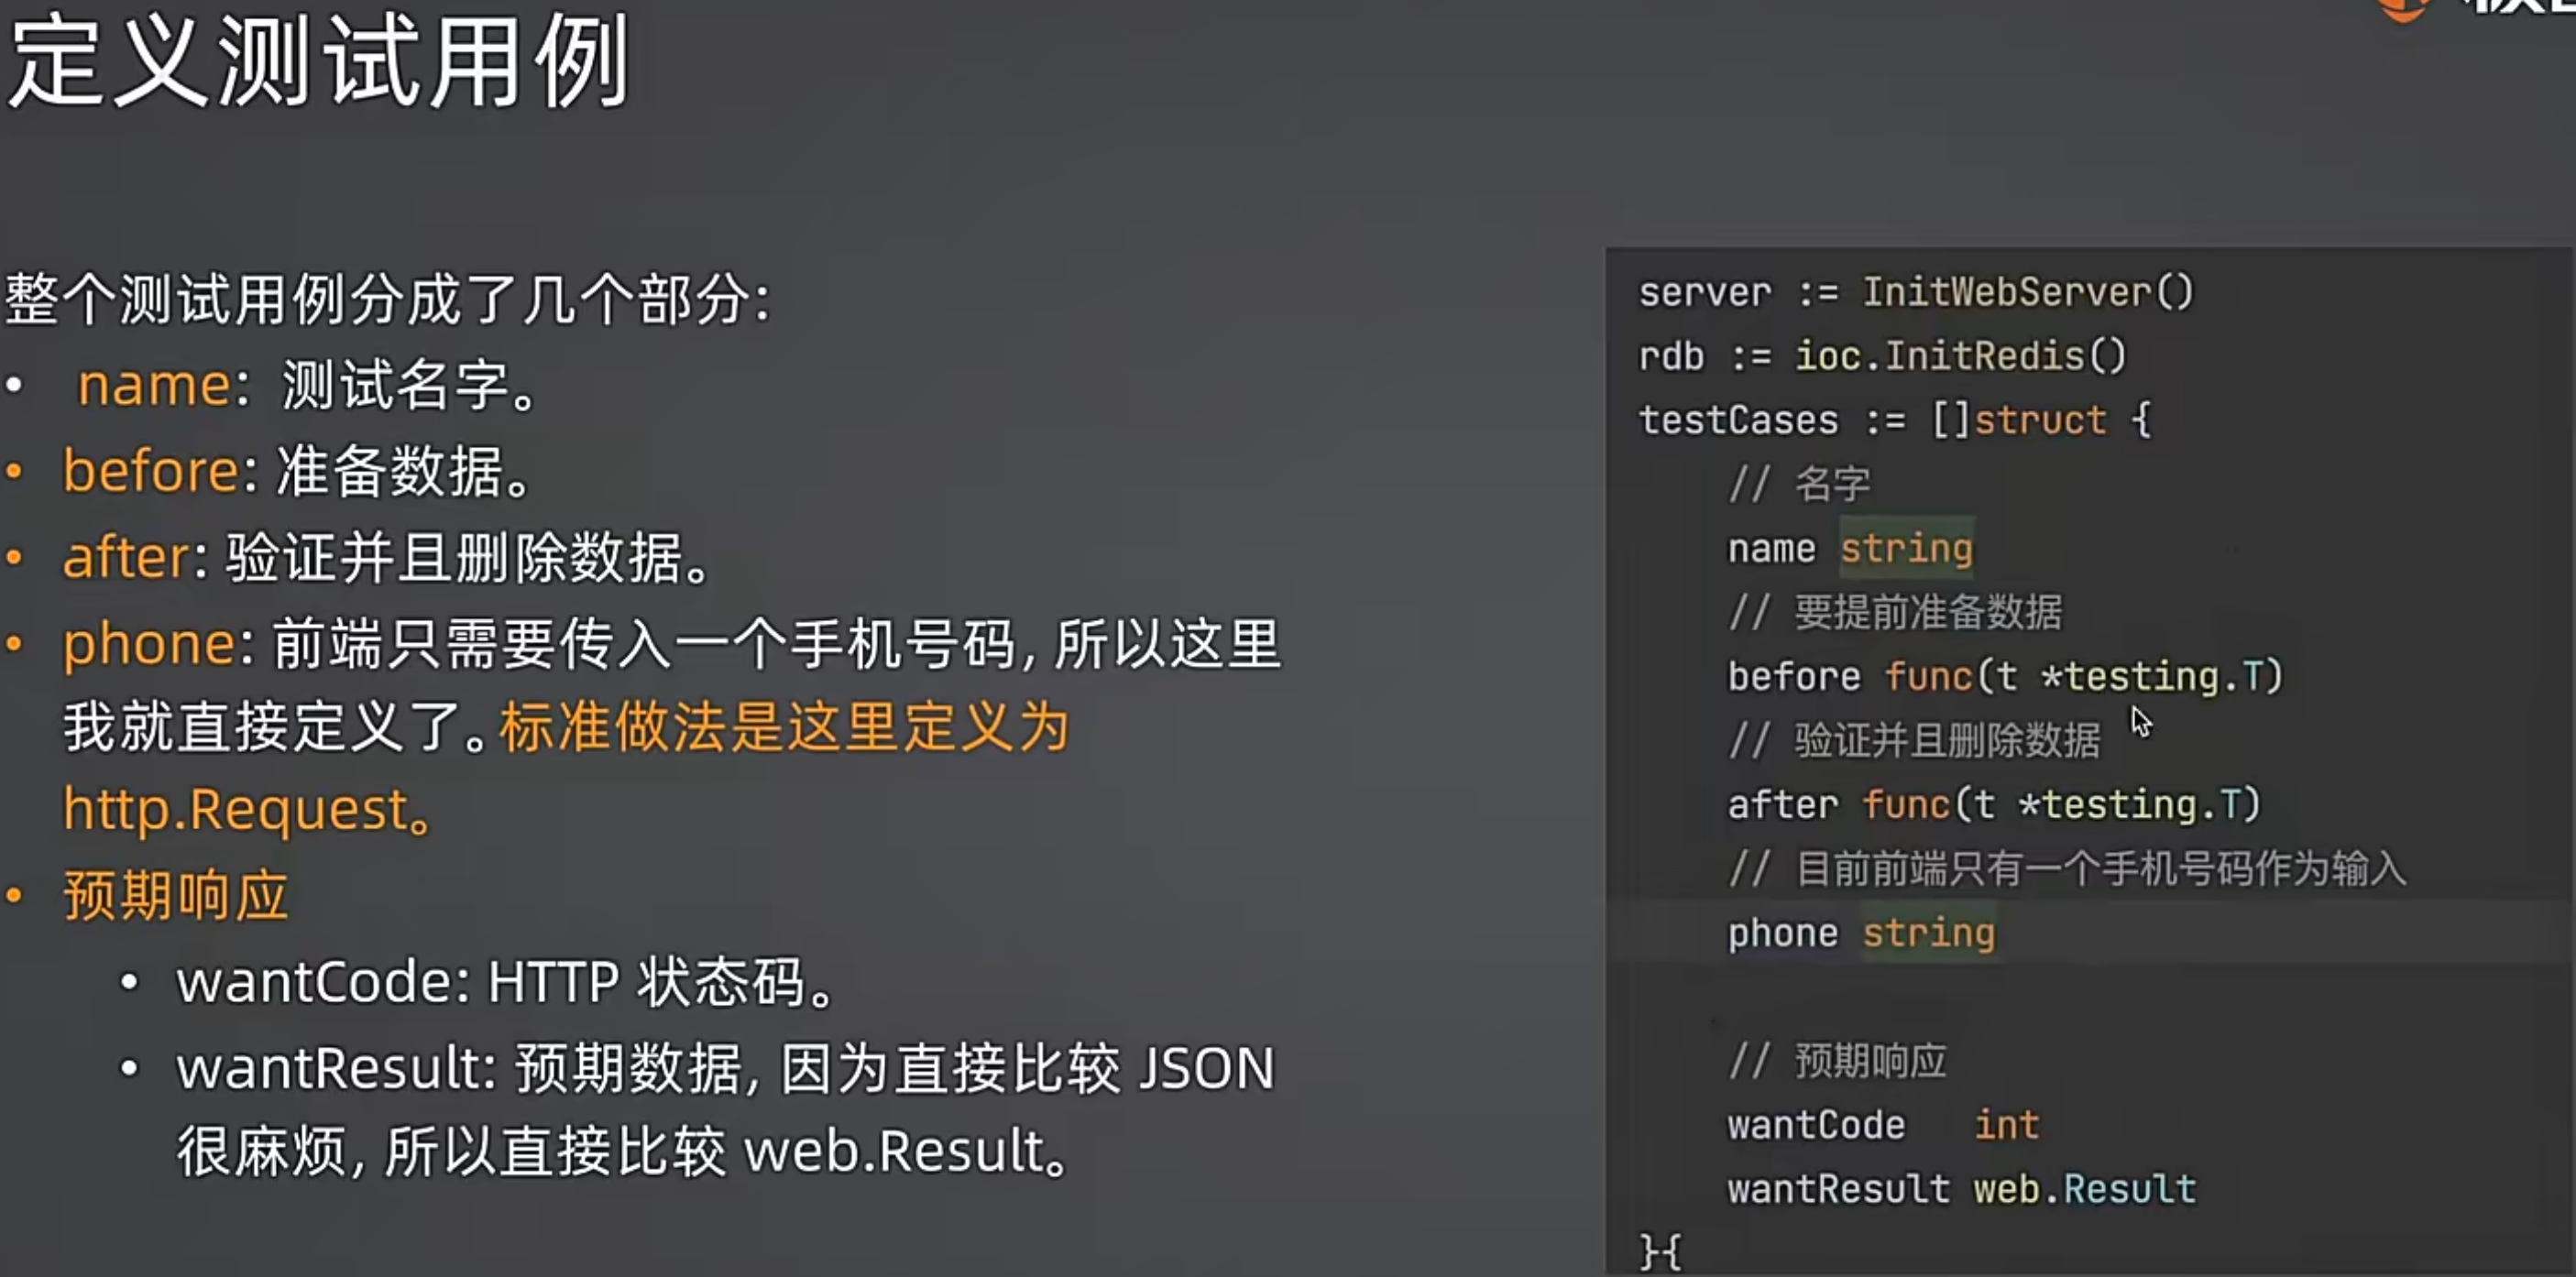 定义测试用例
整个测试用例分成了几个部分：
• name：测试名字。
• before: 准备数据。
• after: 验证并且删除数据。
• phone: 前端只需要传入一个手机号码, 所以这里
我就直接定义了。标准做法是这里定义为
http.Request。
• 预期响应
• wantCode: HTTP 状态码。
• wantResult: 预期数据, 因为直接比较 JSON
很麻烦, 所以直接比较 web.Result。
server := InitWebServer()
rdb := ioc.InitRedis()
testCases := []struct {
// 名字
name string
// 要提前准备数据
before func(t *testing.T)
// 验证并且删除数据
after func(t *testing.T)
// 目前前端只有一个手机号码作为输入
phone string
// 预期响应
wantCode int
wantResult web.Result
}{